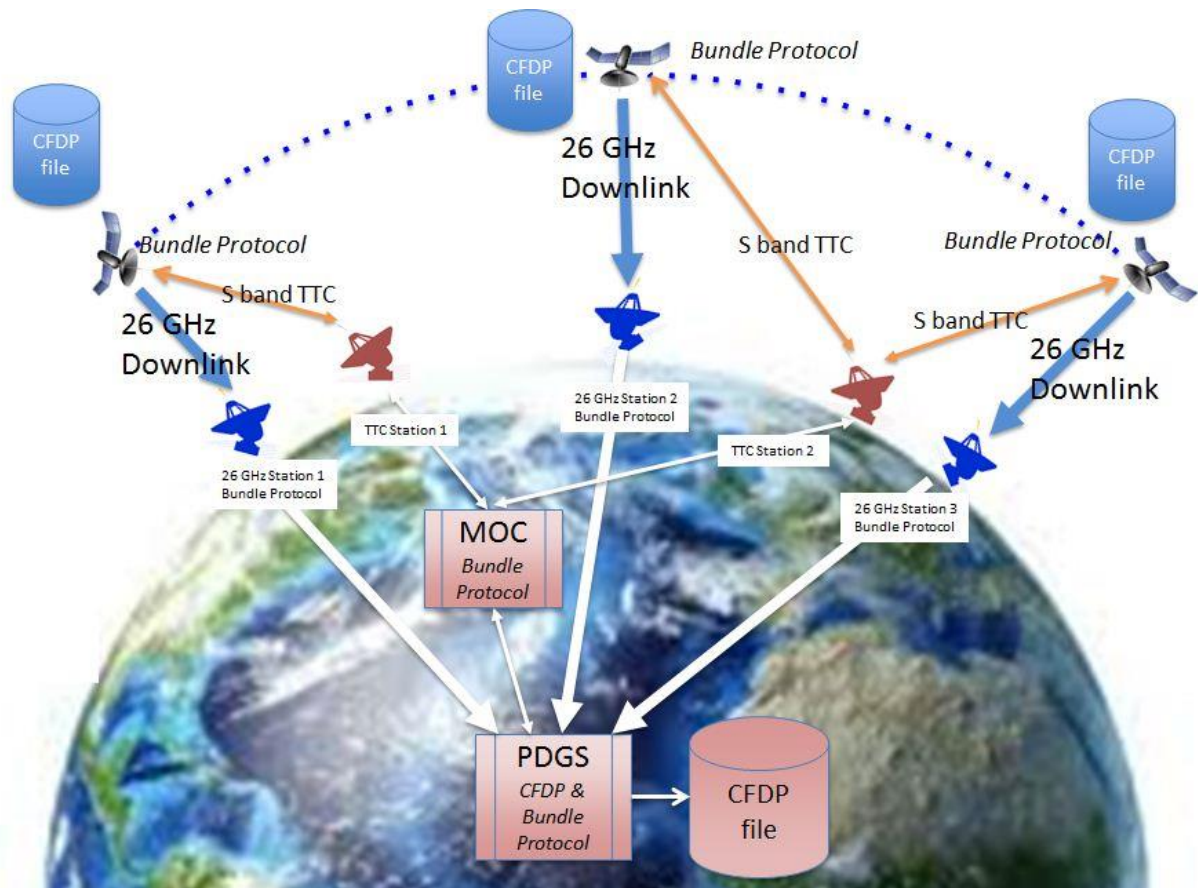 CFDP
file
Bundle Protocol
CFDP
file
26 GHz
Downlink
CFDP
file
Bundle Protocol
S band TTC
Bundle Protocol
S band TTC
S band TTC
26 GHz
Downlink
26 GHz
Downlink
26 GHz Station 2
Bundle Protocol
TTC Station 1
TTC Station 2
26 GHz Station 1
Bundle Protocol
26 GHz Station 3
Bundle Protocol
MOC
Bundle
Protocol
PDGS
CFDP &
Bundle
Protocol
CFDP
file